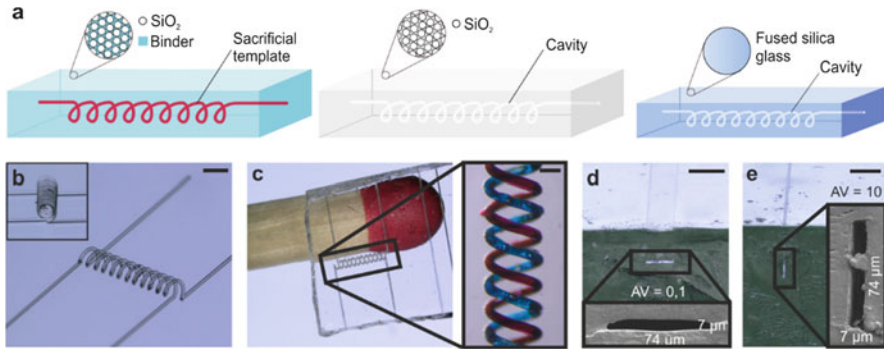 a
SiO₂
Binder
Sacrificial
template
SiO₂
Cavity
Fused silica
glass
Cavity
b
c
d
AV = 0,1
7 µm
74 µm
e
AV = 10
74 µm
7 µm